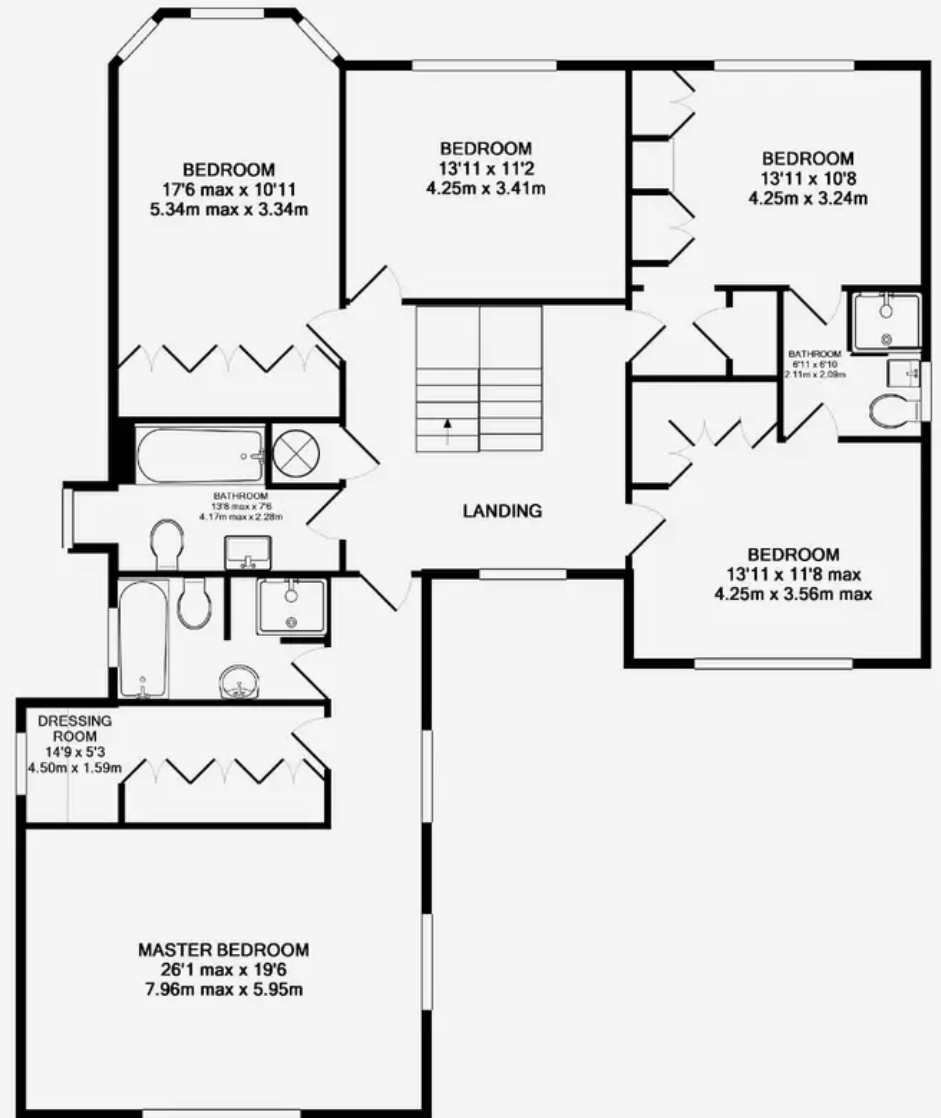 BEDROOM
17'6 max x 10'11
5.34m max x 3.34m
BEDROOM
13'11 x 11'2
4.25m x 3.41m
BEDROOM
13'11 x 10'8
4.25m x 3.24m
BATHROOM
6'11 x 6'10
2.11m x 2.09m
BATHROOM
13'8 max x 7'6
4.17m max x 2.28m
LANDING
BEDROOM
13'11 x 11'8 max
4.25m x 3.56m max
DRESSING
ROOM
14'9 x 5'3
4.50m x 1.59m
MASTER BEDROOM
26'1 max x 19'6
7.96m max x 5.95m